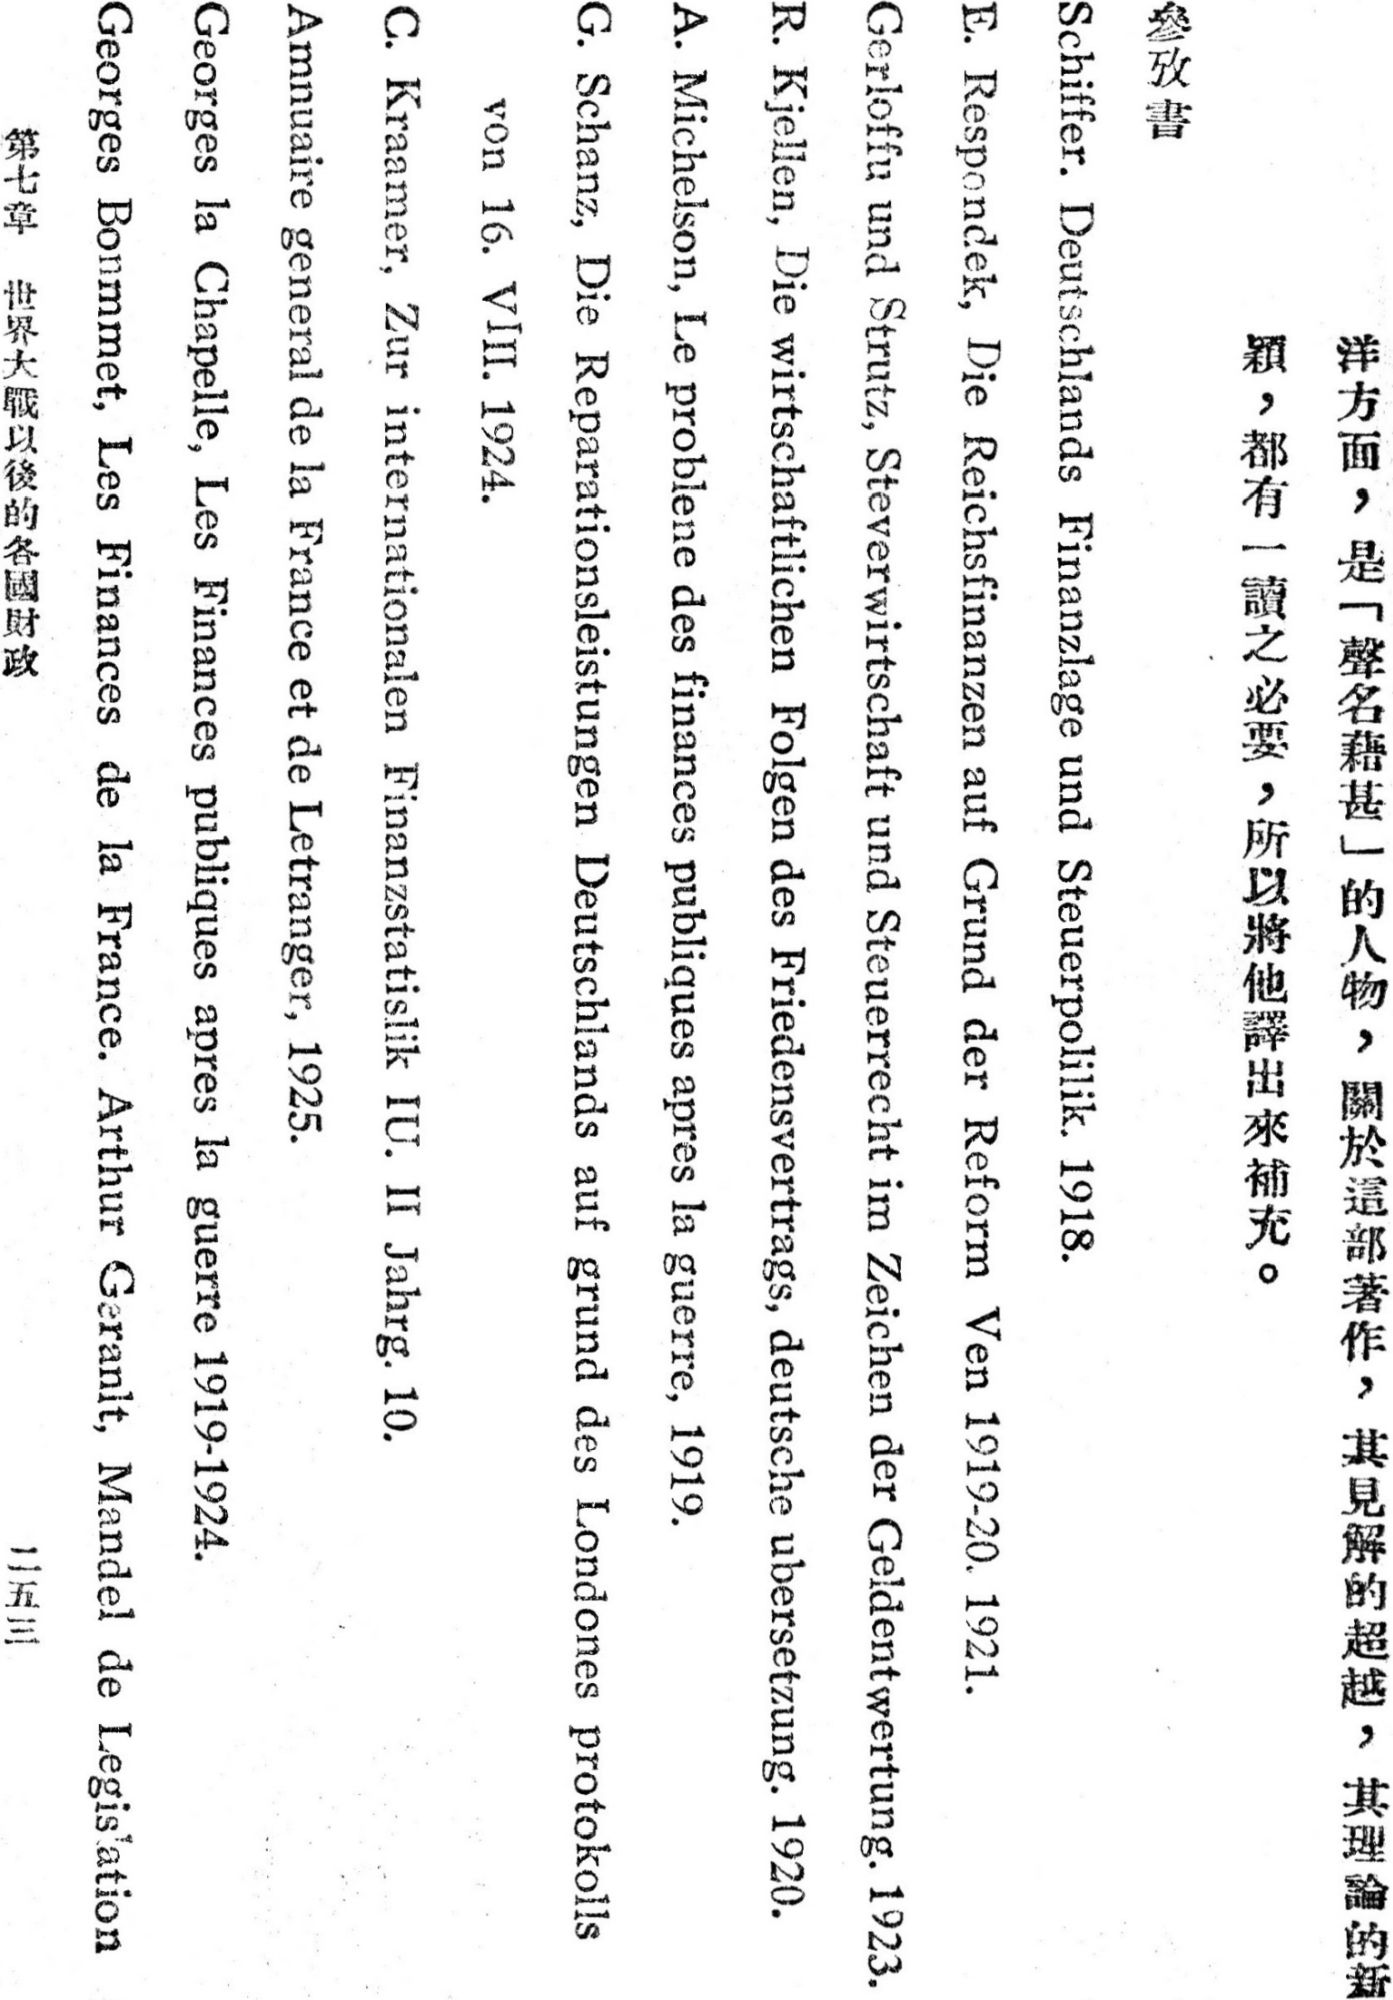 洋方面，是「聲名藉甚」的人物，關於這部著作，其見解的超越，其理論的新
穎，都有一讀之必要，所以將他譯出來補充。
參攷書
Schiffer. Deutschlands Finanzlage und Steuerpolilik. 1918.
E. Respondek, Die Reichsfinanzen auf Grund der Reform Ven 1919-20. 1921.
Gerloffu und Strutz, Steverwirtschaft und Steuerrecht im Zeichen der Geldentwertung. 1923.
R. Kjellen, Die wirtschaftlichen Folgen des Friedensvertrags, deutsche ubersetzung. 1920.
A. Michelson, Le problene des finances publiques apres la guerre, 1919.
G. Schanz, Die Reparationsleistungen Deutschlands auf grund des Londones protokolls
von 16. VIII. 1924.
C. Kraamer, Zur internationalen Finanzstatislik IU. II Jahrg. 10.
Amnuaire general de la France et de Letranger, 1925.
Georges la Chapelle, Les Finances publiques apres la guerre 1919-1924.
Georges Bonmmet, Les Finances de la France. Arthur Geranlt, Mandel de Legislation
第七章 世界大戰以後的各國財政
二五三